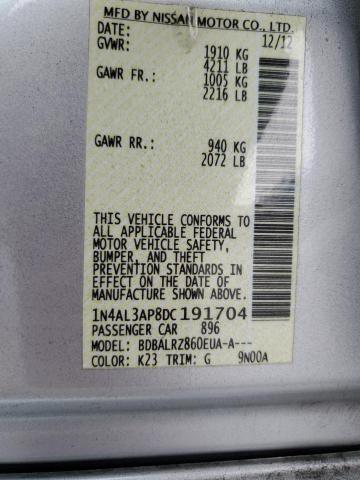 MFD BY NISSAN MOTOR CO., LTD.
DATE: 12/12
GVWR: 1910 KG
4211 LB
GAWR FR.: 1005 KG
2216 LB
GAWR RR.: 940 KG
2072 LB
THIS VEHICLE CONFORMS TO
ALL APPLICABLE FEDERAL
MOTOR VEHICLE SAFETY,
BUMPER, AND THEFT
PREVENTION STANDARDS IN
EFFECT ON THE DATE OF
MANUFACTURE SHOWN ABOVE.
1N4AL3AP8DC191704
PASSENGER CAR 896
MODEL: BDBALRZ860EUA-A---
COLOR: K23 TRIM: G 9N00A